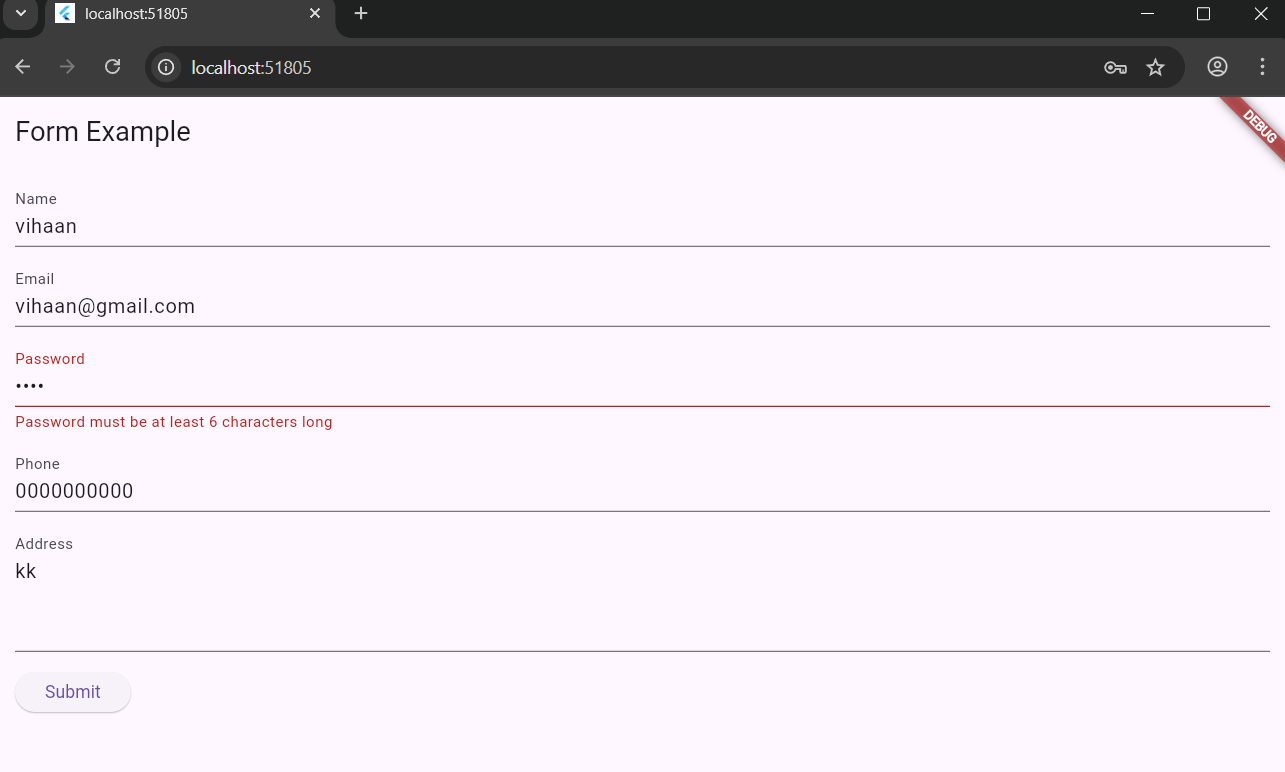 localhost:51805
localhost:51805
Form Example
DEBUG
Name
vihaan
Email
vihaan@gmail.com
Password
••••
Password must be at least 6 characters long
Phone
0000000000
Address
kk
Submit